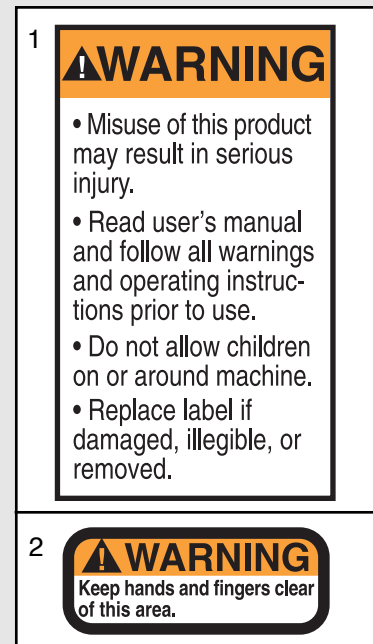 1
WARNING
• Misuse of this product
may result in serious
injury.
• Read user's manual
and follow all warnings
and operating instruc-
tions prior to use.
• Do not allow children
on or around machine.
• Replace label if
damaged, illegible, or
removed.
2
WARNING
Keep hands and fingers clear
of this area.